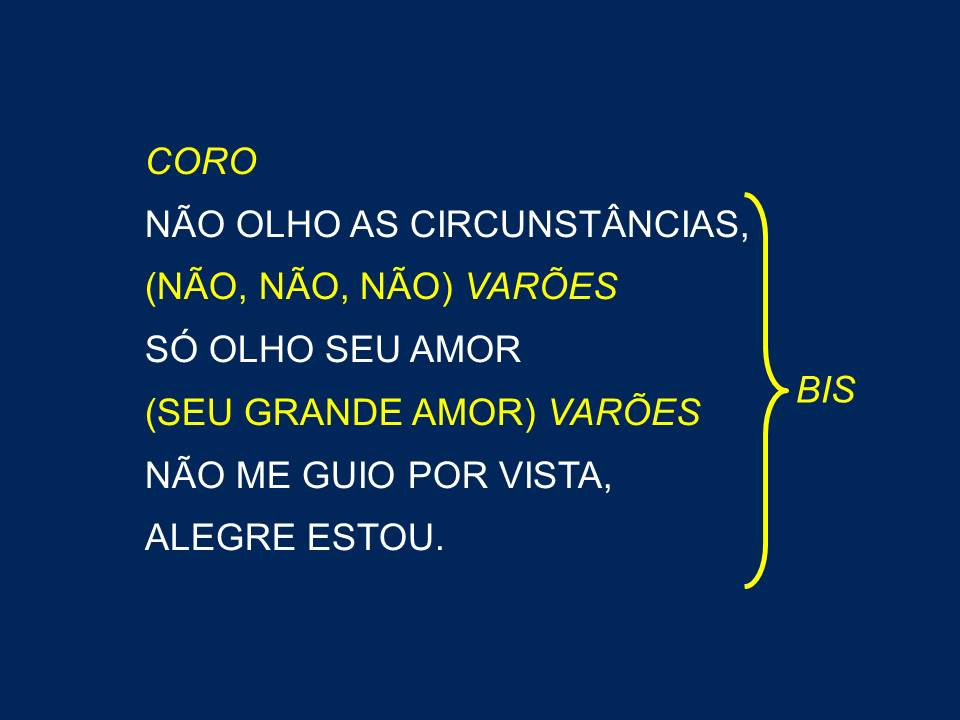 CORO
NÃO OLHO AS CIRCUNSTÂNCIAS,
(NÃO, NÃO, NÃO) VARÕES
SÓ OLHO SEU AMOR
(SEU GRANDE AMOR) VARÕES
NÃO ME GUIO POR VISTA,
ALEGRE ESTOU.
BIS